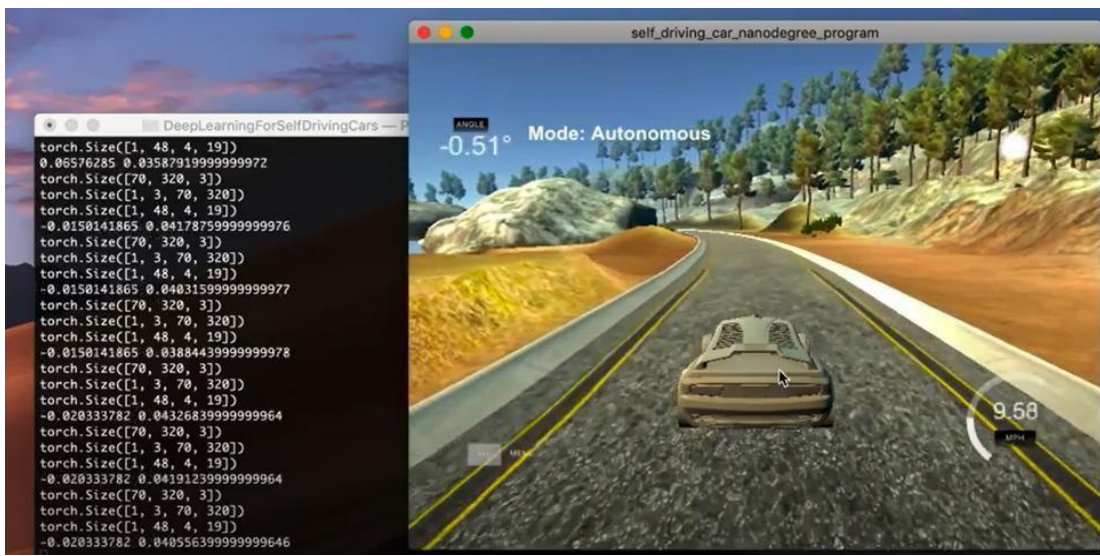 DeepLearningForSelfDrivingCars — P
torch.Size([1, 48, 4, 19])
0.06576285 0.03587919999999972
torch.Size([70, 320, 3])
torch.Size([1, 3, 70, 320])
torch.Size([1, 48, 4, 19])
-0.0150141865 0.04178759999999976
torch.Size([70, 320, 3])
torch.Size([1, 3, 70, 320])
torch.Size([1, 48, 4, 19])
-0.0150141865 0.04031599999999977
torch.Size([70, 320, 3])
torch.Size([1, 3, 70, 320])
torch.Size([1, 48, 4, 19])
-0.0150141865 0.03884439999999978
torch.Size([70, 320, 3])
torch.Size([1, 3, 70, 320])
torch.Size([1, 48, 4, 19])
-0.020333782 0.04326839999999964
torch.Size([70, 320, 3])
torch.Size([1, 3, 70, 320])
torch.Size([1, 48, 4, 19])
-0.020333782 0.04191239999999964
torch.Size([70, 320, 3])
torch.Size([1, 3, 70, 320])
torch.Size([1, 48, 4, 19])
-0.020333782 0.040556399999999646
self_driving_car_nanodegree_program
ANGLE
-0.51°
Mode: Autonomous
9.58
MPH